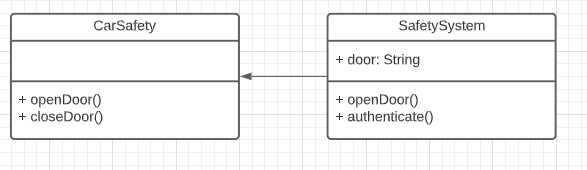 CarSafety
+ openDoor()
+ closeDoor()
SafetySystem
+ door: String
+ openDoor()
+ authenticate()